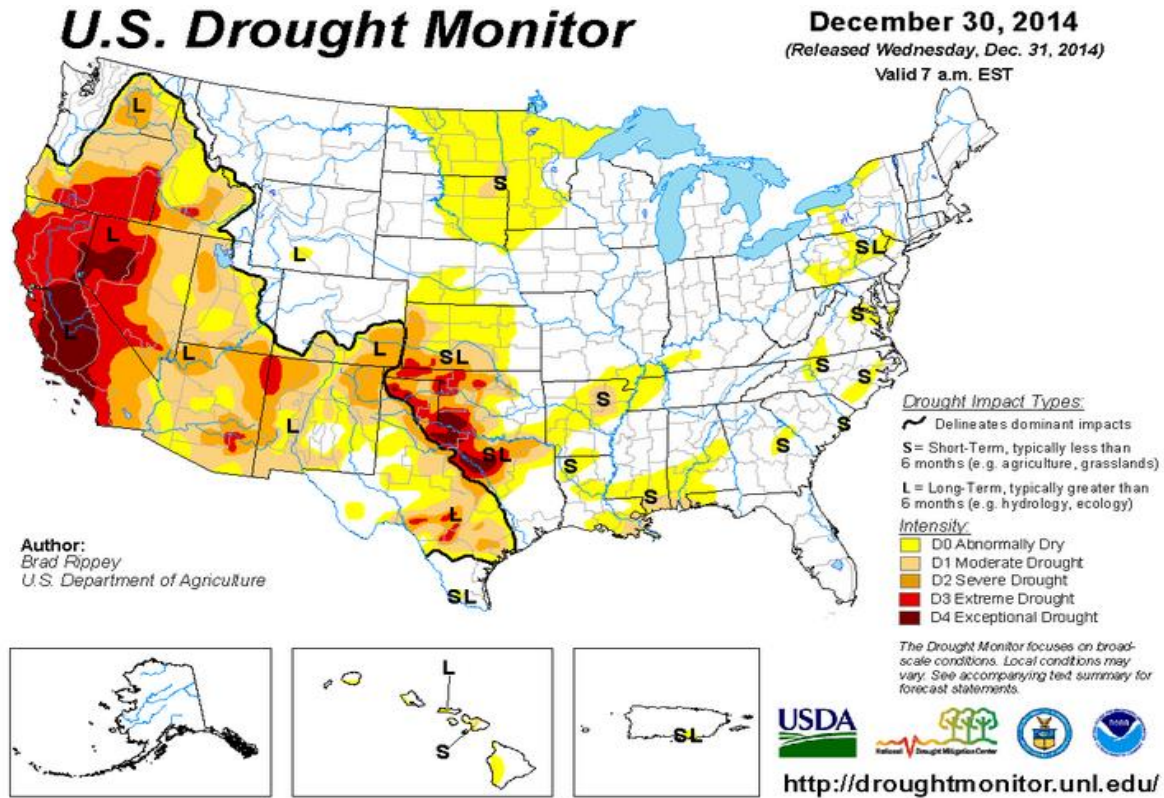 U.S. Drought Monitor
December 30, 2014
(Released Wednesday, Dec. 31, 2014)
Valid 7 a.m. EST
L
S
L
L
SL
L
S
L
L
SL
S
S
S
L
S
S
S
SL
S
S
L
SL
Drought Impact Types:
Delineates dominant impacts
S = Short-Term, typically less than
6 months (e.g. agriculture, grasslands)
L = Long-Term, typically greater than
6 months (e.g. hydrology, ecology)
Intensity:
D0 Abnormally Dry
D1 Moderate Drought
D2 Severe Drought
D3 Extreme Drought
D4 Exceptional Drought
Author:
Brad Rippey
U.S. Department of Agriculture
The Drought Monitor focuses on broad-
scale conditions. Local conditions may
vary. See accompanying text summary for
forecast statements.
L
S
SL
USDA
National Drought Mitigation Center
NOAA
http://droughtmonitor.unl.edu/